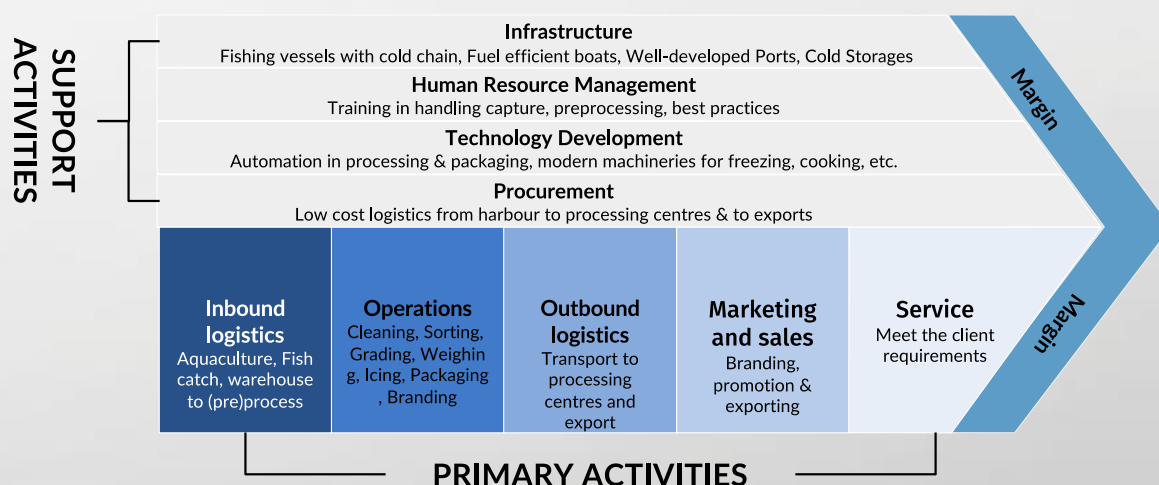 SUPPORT
ACTIVITIES
Infrastructure
Fishing vessels with cold chain, Fuel efficient boats, Well-developed Ports, Cold Storages
Human Resource Management
Training in handling capture, preprocessing, best practices
Technology Development
Automation in processing & packaging, modern machineries for freezing, cooking, etc.
Procurement
Low cost logistics from harbour to processing centres & to exports
Margin
Margin
Inbound
logistics
Aquaculture, Fish
catch, warehouse
to (pre)process
Operations
Cleaning, Sorting,
Grading, Weighin
g, Icing, Packaging
, Branding
Outbound
logistics
Transport to
processing
centres and
export
Marketing
and sales
Branding,
promotion &
exporting
Service
Meet the client
requirements
PRIMARY ACTIVITIES